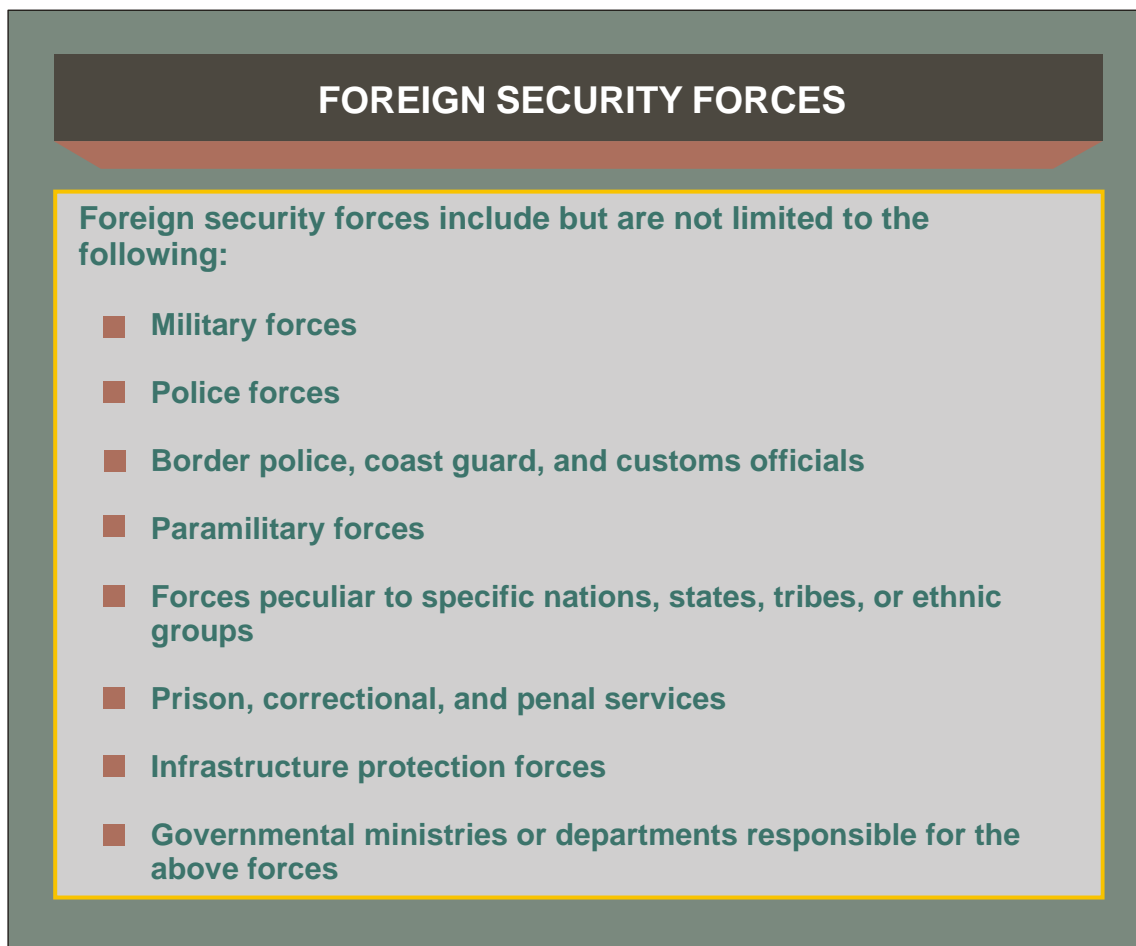 FOREIGN SECURITY FORCES
Foreign security forces include but are not limited to the
following:
Military forces
Police forces
Border police, coast guard, and customs officials
Paramilitary forces
Forces peculiar to specific nations, states, tribes, or ethnic
groups
Prison, correctional, and penal services
Infrastructure protection forces
Governmental ministries or departments responsible for the
above forces